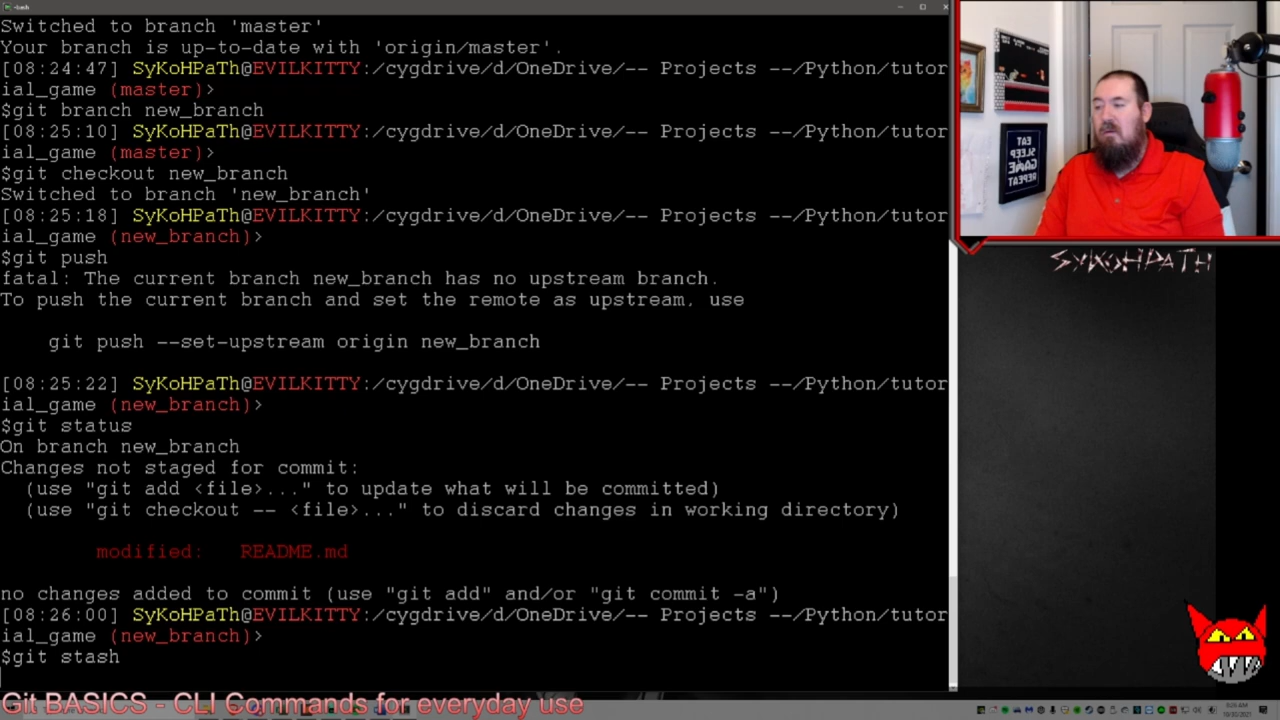 ~bash
Switched to branch 'master'
Your branch is up-to-date with 'origin/master'.
[08:24:47] SyKoHPaTh@EVILKITTY:/cygdrive/d/OneDrive/-- Projects --/Python/tutor
ial_game (master)>
$git branch new_branch
[08:25:10] SyKoHPaTh@EVILKITTY:/cygdrive/d/OneDrive/-- Projects --/Python/tutor
ial_game (master)>
$git checkout new_branch
Switched to branch 'new_branch'
[08:25:18] SyKoHPaTh@EVILKITTY:/cygdrive/d/OneDrive/-- Projects --/Python/tutor
ial_game (new_branch)>
$git push
fatal: The current branch new_branch has no upstream branch.
To push the current branch and set the remote as upstream, use
git push --set-upstream origin new_branch
[08:25:22] SyKoHPaTh@EVILKITTY:/cygdrive/d/OneDrive/-- Projects --/Python/tutor
ial_game (new_branch)>
$git status
On branch new_branch
Changes not staged for commit:
(use "git add <file>..." to update what will be committed)
(use "git checkout -- <file>..." to discard changes in working directory)
modified: README.md
no changes added to commit (use "git add" and/or "git commit -a")
[08:26:00] SyKoHPaTh@EVILKITTY:/cygdrive/d/OneDrive/-- Projects --/Python/tutor
ial_game (new_branch)>
$git stash
EAT
SLEEP
GAME
REPEAT
SYKOHPATH
Git BASICS - CLI Commands for everyday use